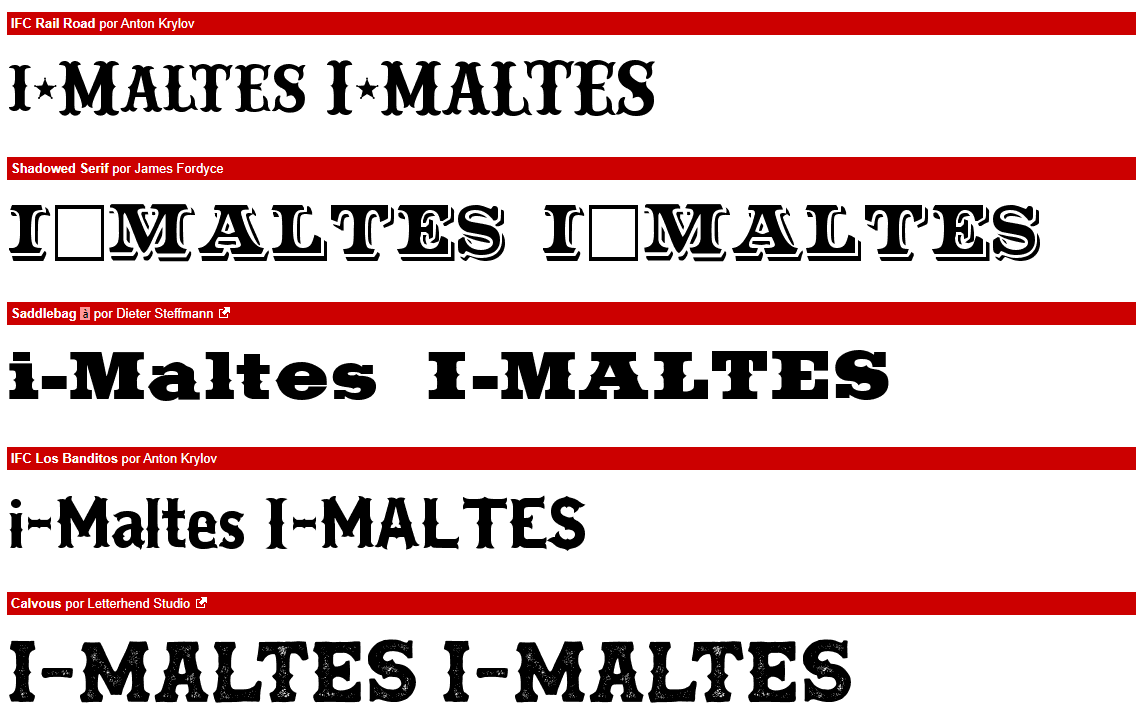 IFC Rail Road por Anton Krylov
I★MALTES I★MALTES
Shadowed Serif por James Fordyce
I□MALTES I□MALTES
Saddlebag à por Dieter Steffmann
i-Maltes I-MALTES
IFC Los Banditos por Anton Krylov
i-Maltes I-MALTES
Calvous por Letterhend Studio
I-MALTES I-MALTES